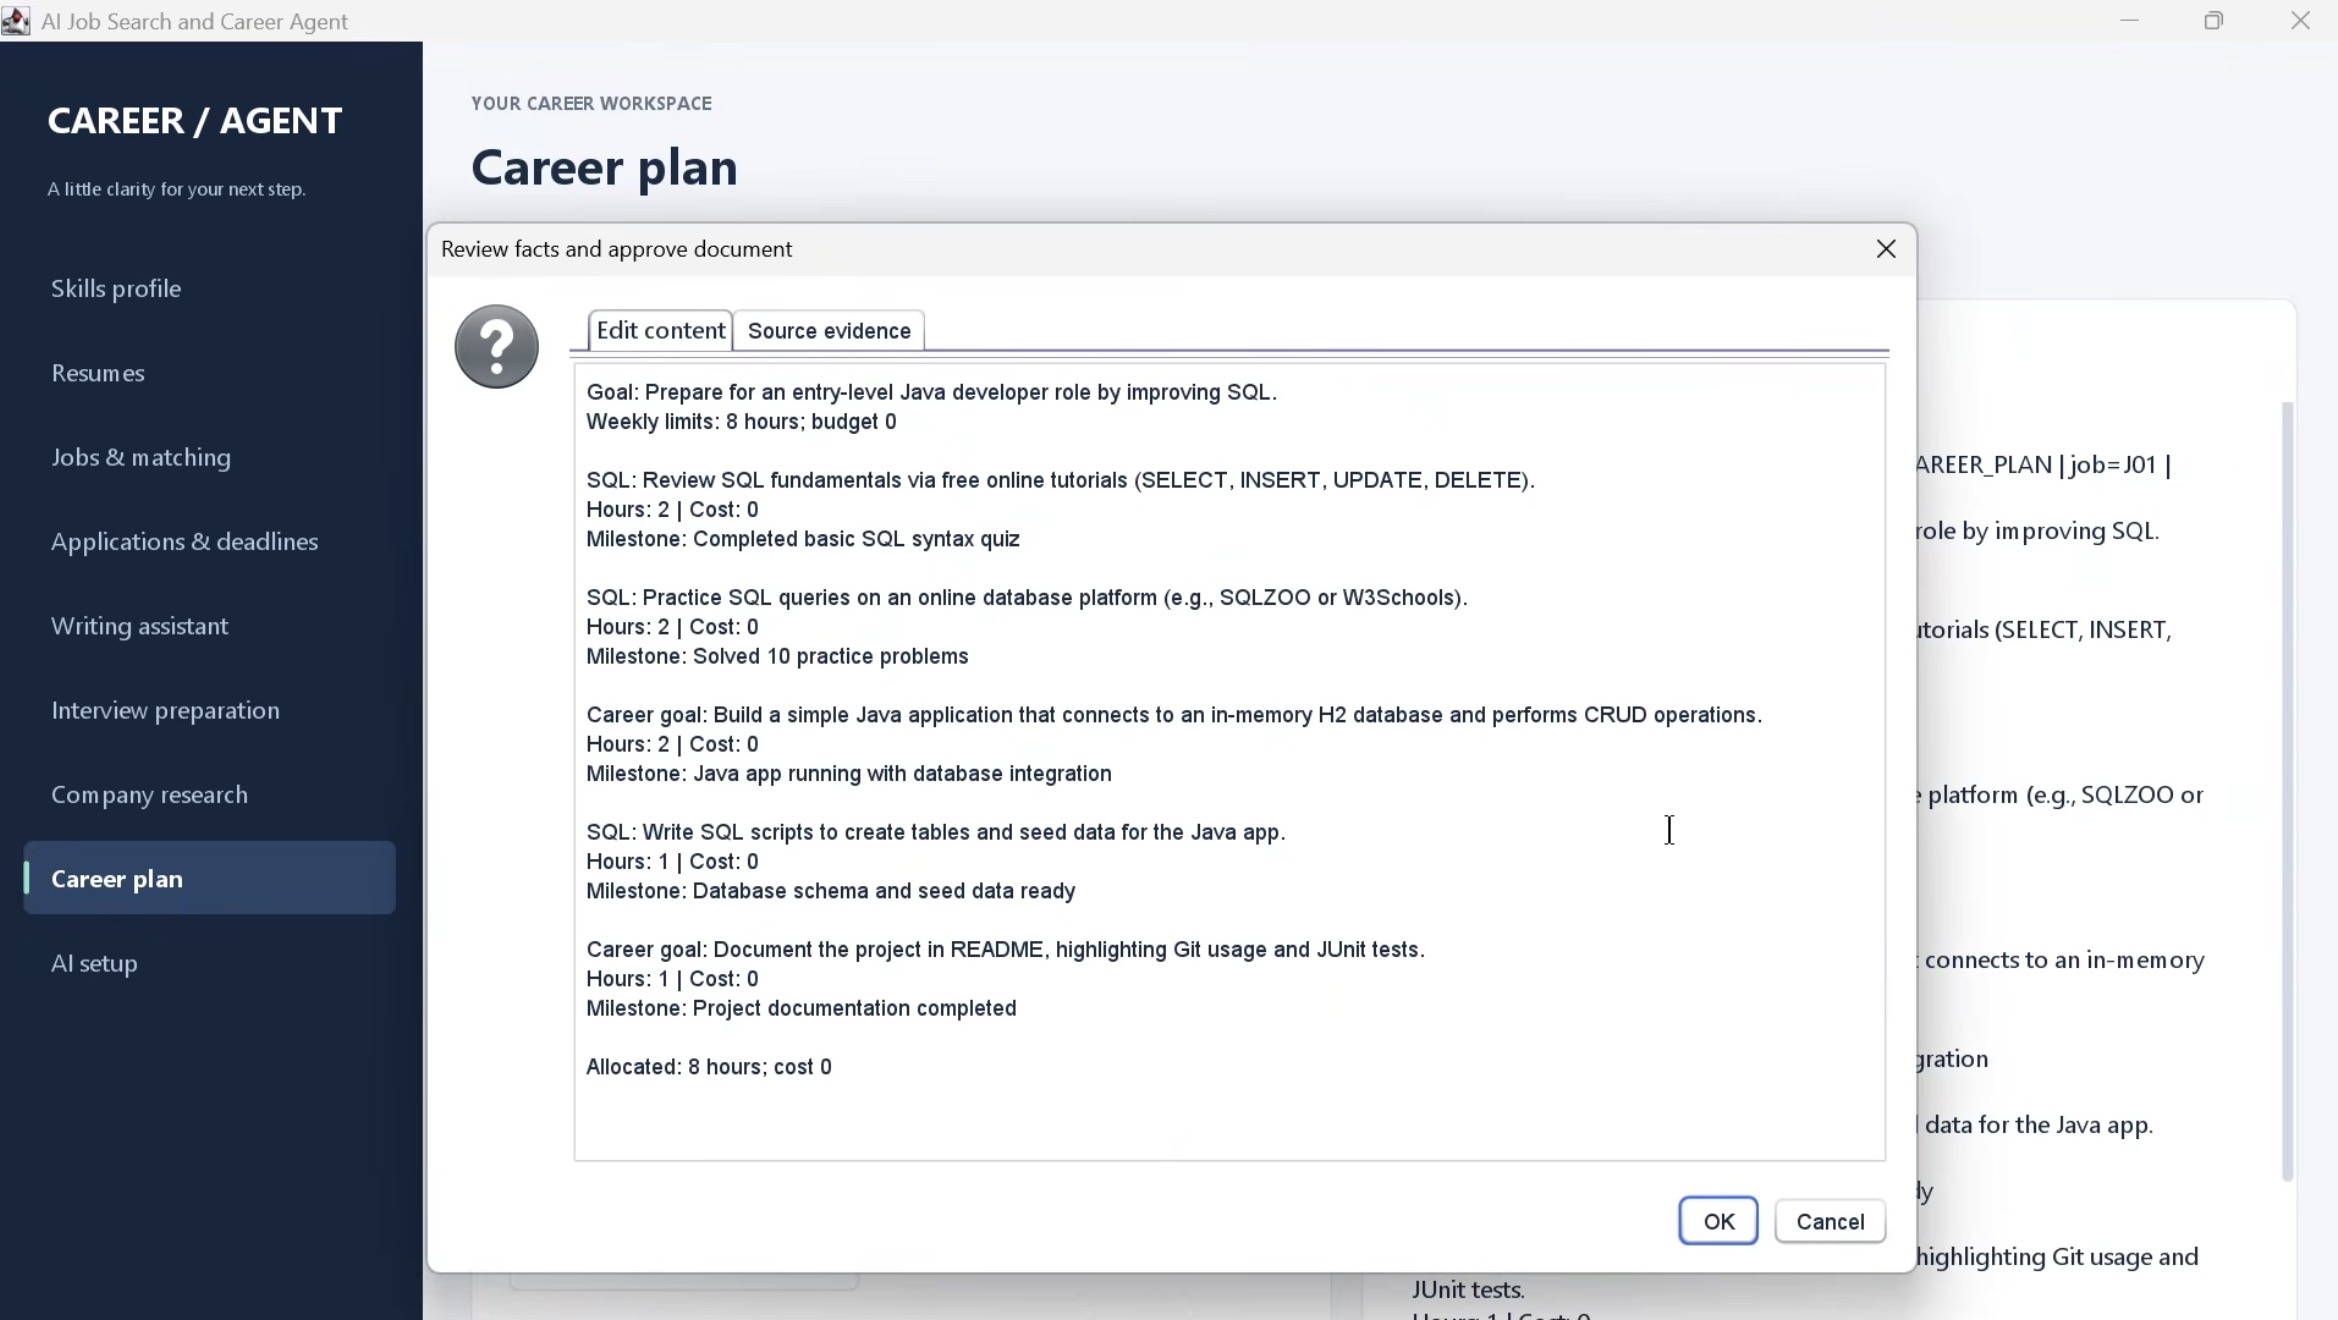 AI Job Search and Career Agent
CAREER / AGENT
A little clarity for your next step.
Skills profile
Resumes
Jobs & matching
Applications & deadlines
Writing assistant
Interview preparation
Company research
Career plan
AI setup
YOUR CAREER WORKSPACE
Career plan
Review facts and approve document
Edit content
Source evidence
Goal: Prepare for an entry-level Java developer role by improving SQL.
Weekly limits: 8 hours; budget 0
SQL: Review SQL fundamentals via free online tutorials (SELECT, INSERT, UPDATE, DELETE).
Hours: 2 | Cost: 0
Milestone: Completed basic SQL syntax quiz
SQL: Practice SQL queries on an online database platform (e.g., SQLZOO or W3Schools).
Hours: 2 | Cost: 0
Milestone: Solved 10 practice problems
Career goal: Build a simple Java application that connects to an in-memory H2 database and performs CRUD operations.
Hours: 2 | Cost: 0
Milestone: Java app running with database integration
SQL: Write SQL scripts to create tables and seed data for the Java app.
Hours: 1 | Cost: 0
Milestone: Database schema and seed data ready
Career goal: Document the project in README, highlighting Git usage and JUnit tests.
Hours: 1 | Cost: 0
Milestone: Project documentation completed
Allocated: 8 hours; cost 0
OK
Cancel
AREER_PLAN | job=J01 |
role by improving SQL.
utorials (SELECT, INSERT,
platform (e.g., SQLZOO or
connects to an in-memory
gration
data for the Java app.
dy
highlighting Git usage and
JUnit tests.